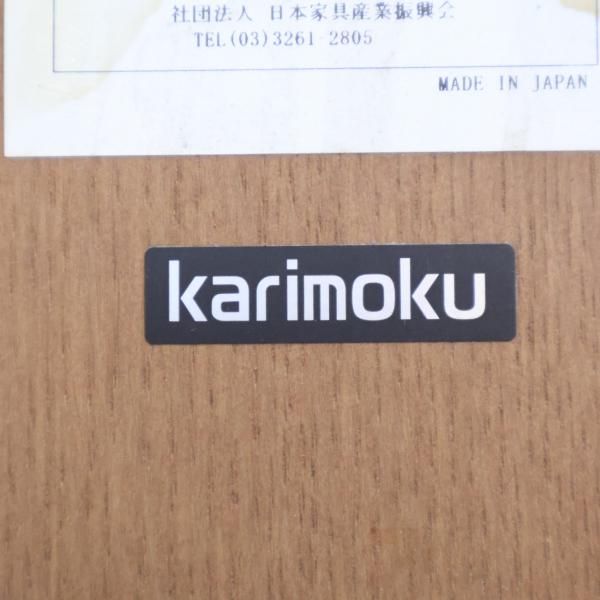 社団法人 日本家具産業振興会
TEL(03)3261-2805
MADE IN JAPAN
karimoku